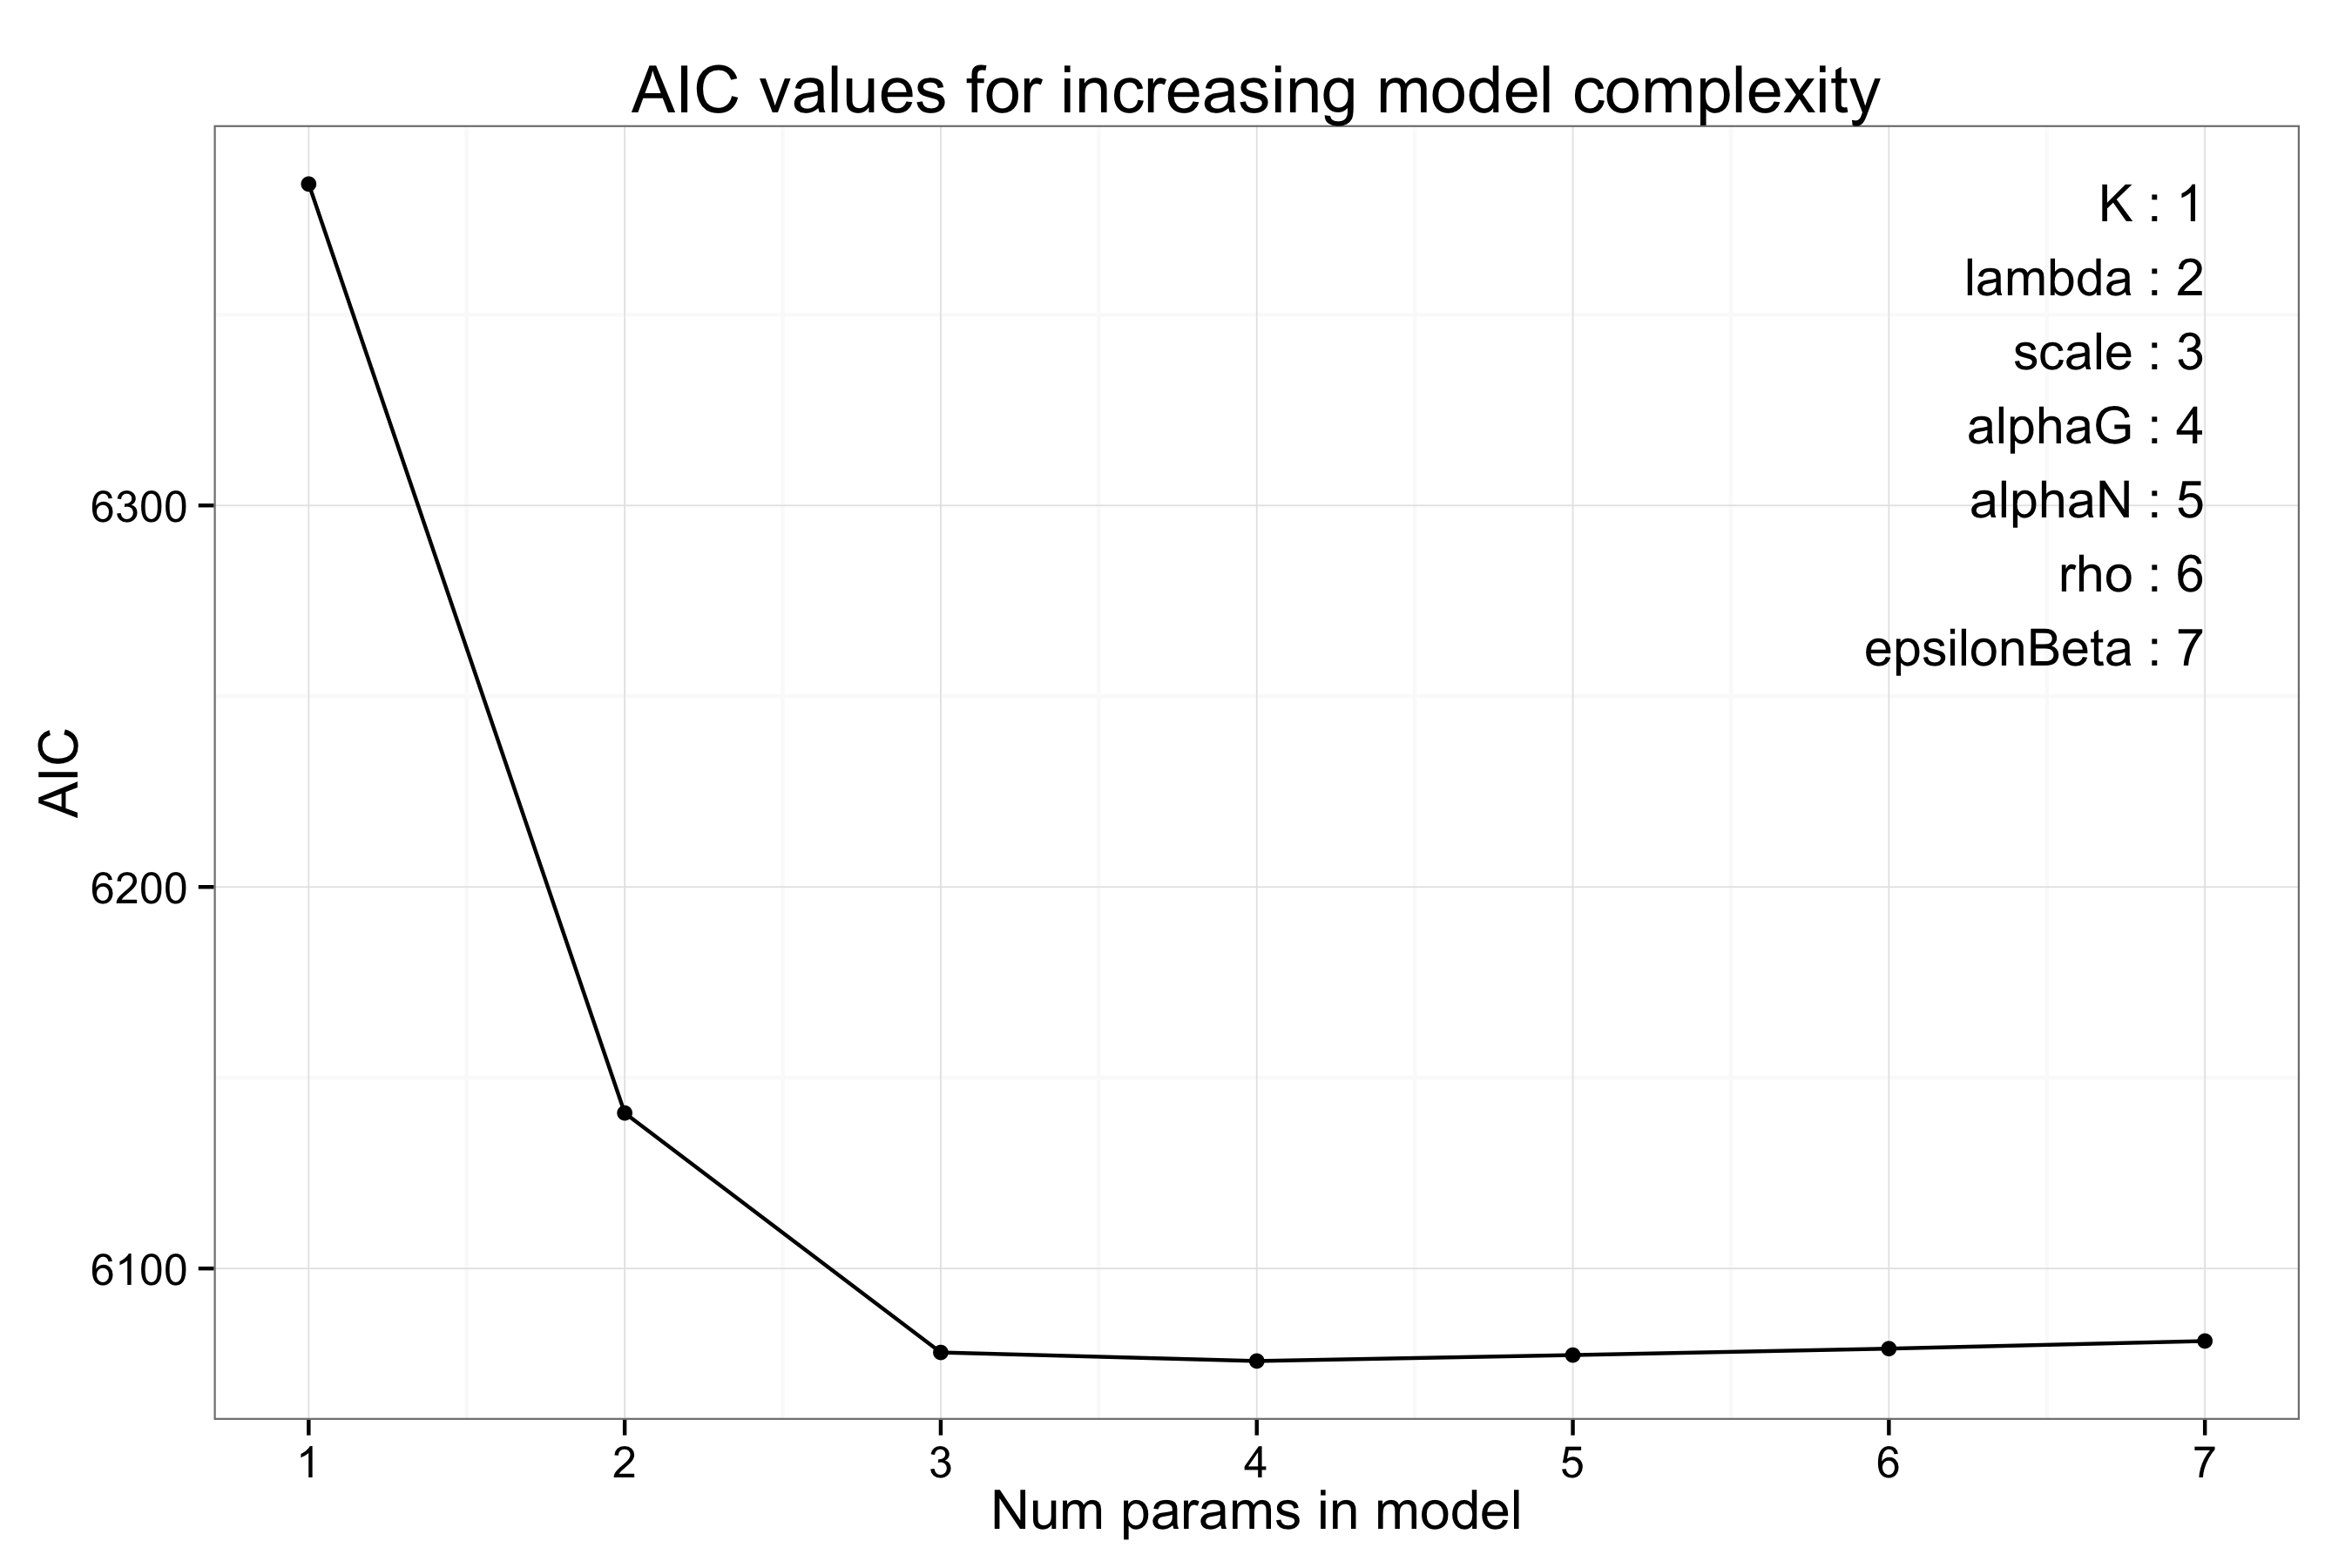 AIC values for increasing model complexity
K : 1
lambda : 2
scale : 3
alphaG : 4
alphaN : 5
rho : 6
epsilonBeta : 7
AIC
6300
6200
6100
1 2 3 4 5 6 7
Num params in model